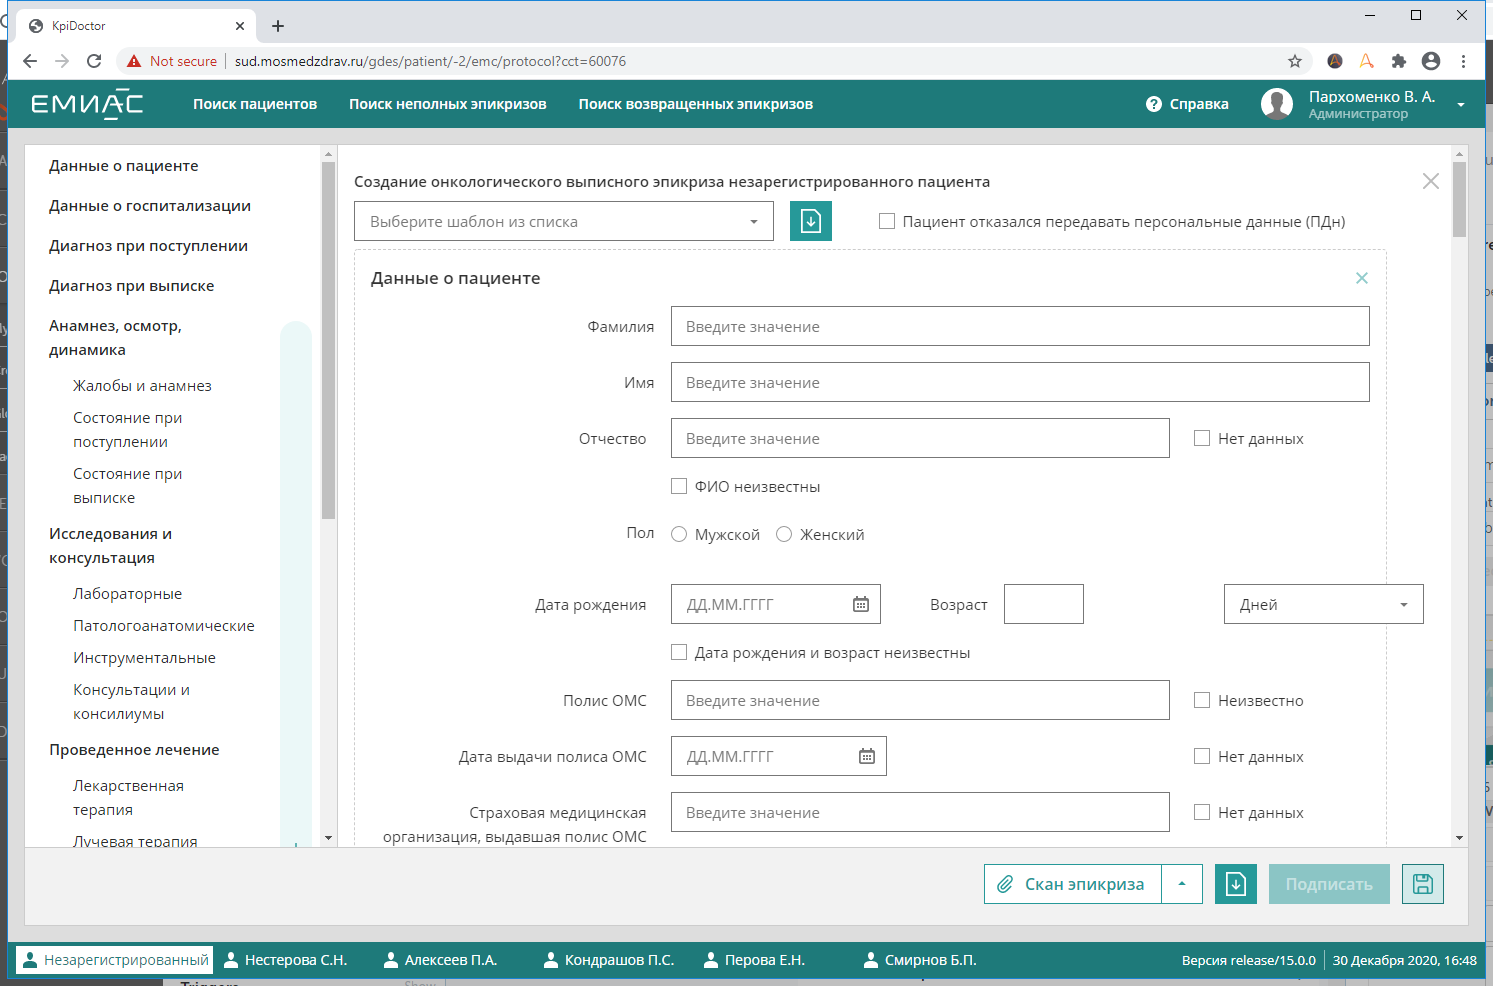 KpiDoctor
Not secure
sud.mosmedzdrav.ru/gdes/patient/-2/emc/protocol?cct=60076
ЕМИАС
Поиск пациентов
Поиск неполных эпикризов
Поиск возвращенных эпикризов
Справка
Пархоменко В. А.
Администратор
Данные о пациенте
Данные о госпитализации
Диагноз при поступлении
Диагноз при выписке
Анамнез, осмотр,
динамика
Жалобы и анамнез
Состояние при
поступлении
Состояние при
выписке
Исследования и
консультация
Лабораторные
Патологоанатомические
Инструментальные
Консультации и
консилиумы
Проведенное лечение
Лекарственная
терапия
Лучевая терапия
Создание онкологического выписного эпикриза незарегистрированного пациента
Выберите шаблон из списка
Пациент отказался передавать персональные данные (ПДн)
Данные о пациенте
Фамилия
Введите значение
Имя
Введите значение
Отчество
Введите значение
Нет данных
ФИО неизвестны
Пол
Мужской
Женский
Дата рождения
ДД.ММ.ГГГГ
Возраст
Дней
Дата рождения и возраст неизвестны
Полис ОМС
Введите значение
Неизвестно
Дата выдачи полиса ОМС
ДД.ММ.ГГГГ
Нет данных
Страховая медицинская
организация, выдавшая полис ОМС
Введите значение
Нет данных
Скан эпикриза
Подписать
Незарегистрированный
Нестерова С.Н.
Алексеев П.А.
Кондрашов П.С.
Перова Е.Н.
Смирнов Б.П.
Версия release/15.0.0
30 Декабря 2020, 16:48